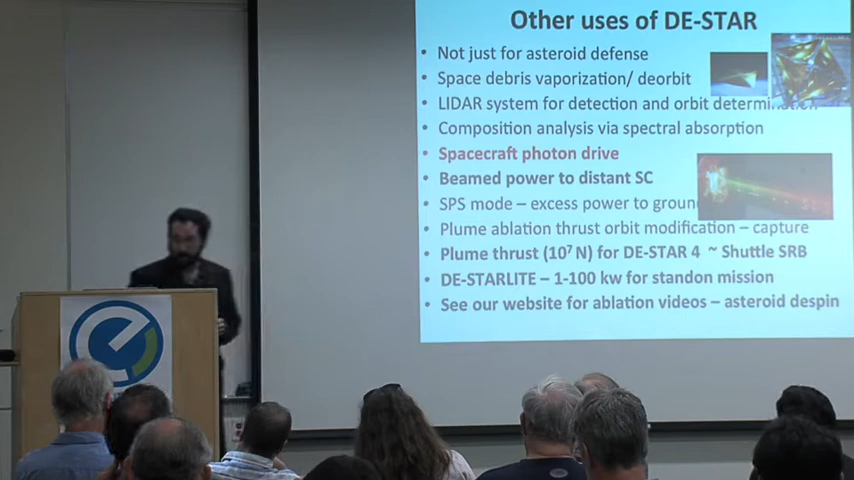 Other uses of DE-STAR
• Not just for asteroid defense
• Space debris vaporization/ deorbit
• LIDAR system for detection and orbit determination
• Composition analysis via spectral absorption
• Spacecraft photon drive
• Beamed power to distant SC
• SPS mode – excess power to ground
• Plume ablation thrust orbit modification – capture
• Plume thrust (10⁷ N) for DE-STAR 4 ~ Shuttle SRB
• DE-STARLITE – 1-100 kw for standon mission
• See our website for ablation videos – asteroid despin